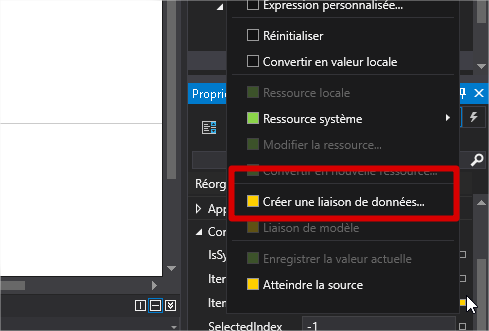 Expression personnalisée...
Réinitialiser
Convertir en valeur locale
Propri
Ressource locale
Ressource système
Modifier la ressource...
Convertir en nouvelle ressource...
Réorg
Créer une liaison de données...
App
Liaison de modèle
Con
IsSy
Enregistrer la valeur actuelle
Item
Atteindre la source
Item
SelectedIndex
-1